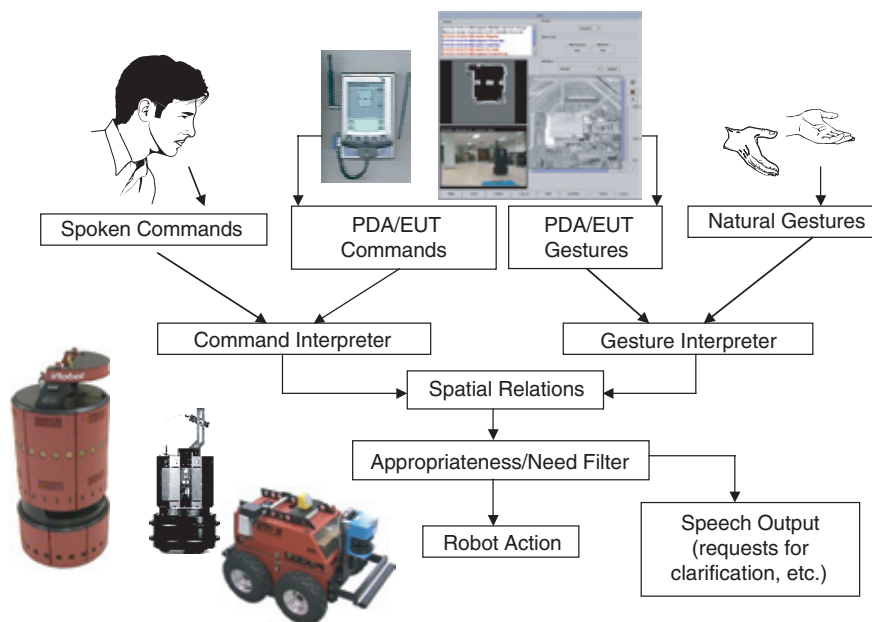 Spoken Commands
PDA/EUT
Commands
PDA/EUT
Gestures
Natural Gestures
Command Interpreter
Gesture Interpreter
Spatial Relations
Appropriateness/Need Filter
Robot Action
Speech Output
(requests for
clarification, etc.)
iRobot